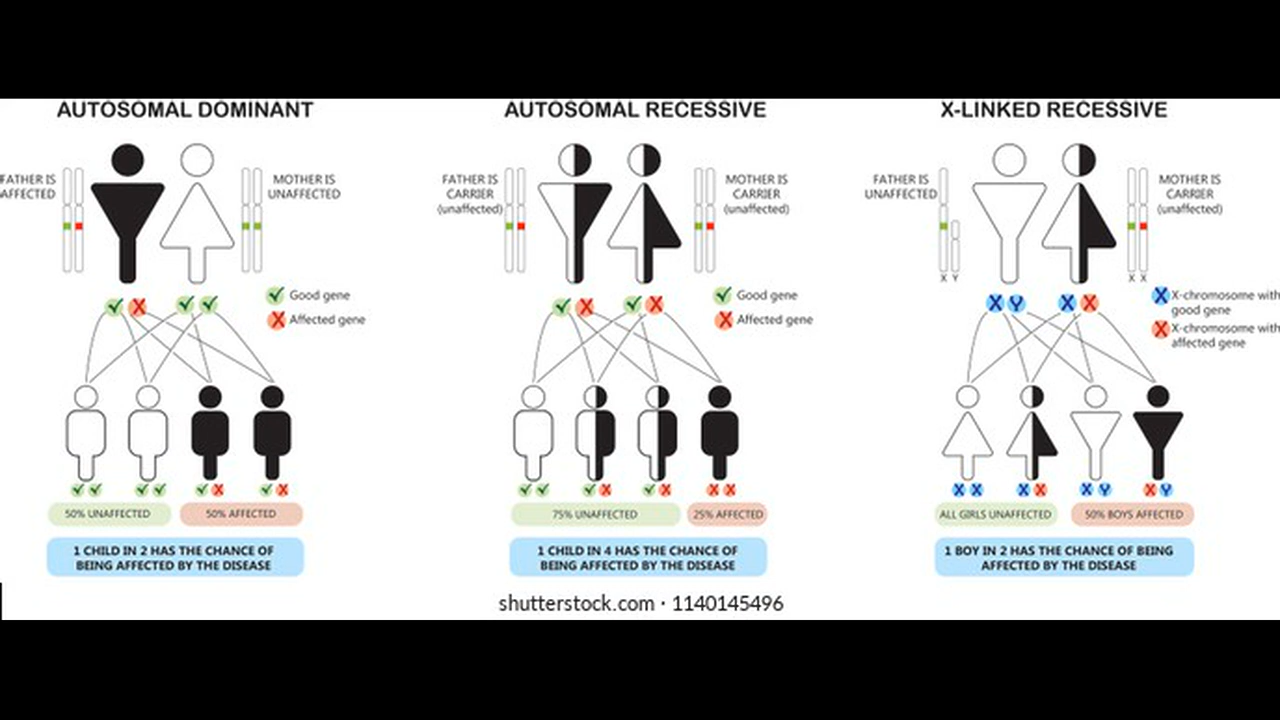 AUTOSOMAL DOMINANT
FATHER IS
AFFECTED
MOTHER IS
UNAFFECTED
Good gene
Affected gene
50% UNAFFECTED
50% AFFECTED
1 CHILD IN 2 HAS THE CHANCE OF
BEING AFFECTED BY THE DISEASE
AUTOSOMAL RECESSIVE
FATHER IS
CARRIER
(unaffected)
MOTHER IS
CARRIER
(unaffected)
Good gene
Affected gene
75% UNAFFECTED
25% AFFECTED
1 CHILD IN 4 HAS THE CHANCE OF
BEING AFFECTED BY THE DISEASE
X-LINKED RECESSIVE
FATHER IS
UNAFFECTED
X Y
MOTHER IS
CARRIER
(unaffected)
X X
X Y X X
X X-chromosome with
good gene
X X-chromosome with
affected gene
X X X X X Y X Y
ALL GIRLS UNAFFECTED
50% BOYS AFFECTED
1 BOY IN 2 HAS THE CHANCE OF BEING
AFFECTED BY THE DISEASE
shutterstock.com · 1140145496